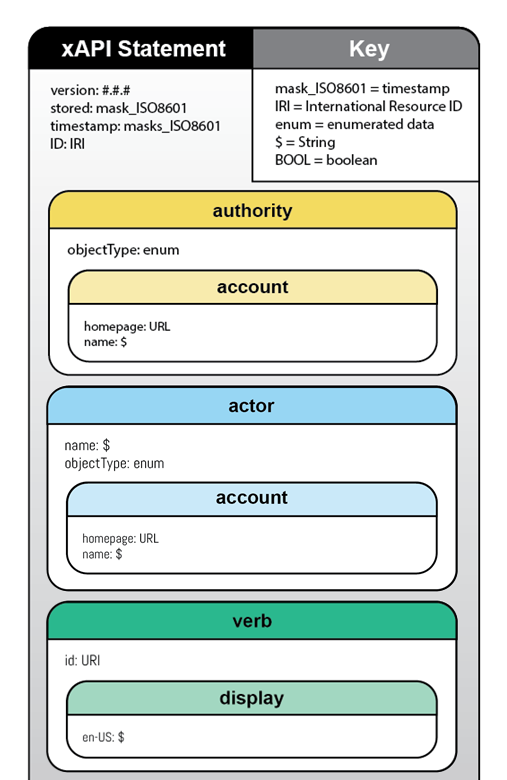 xAPI Statement
version: #.#.#
stored: mask_ISO8601
timestamp: masks_ISO8601
ID: IRI
Key
mask_ISO8601 = timestamp
IRI = International Resource ID
enum = enumerated data
$ = String
BOOL = boolean
authority
objectType: enum
account
homepage: URL
name: $
actor
name: $
objectType: enum
account
homepage: URL
name: $
verb
id: URI
display
en-US: $